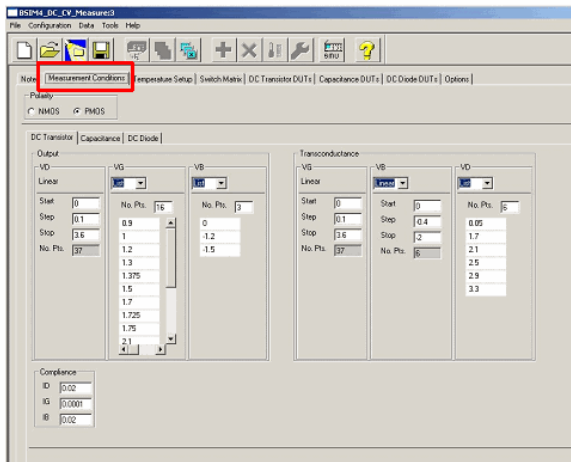 BSIM4_DC_CV_Measure:3
File Configuration Data Tools Help
Notes Measurement Conditions Temperature Setup Switch Matrix DC Transistor DUTs Capacitance DUTs DC Diode DUTs Options
Polarity
NMOS PMOS
DC Transistor Capacitance DC Diode
Output
VD
Linear
Start 0
Step 0.1
Stop 3.6
No. Pts. 37
VG
List
No. Pts. 16
0.9
1
1.2
1.3
1.375
1.5
1.7
1.725
1.75
2.1
VB
List
No. Pts. 3
0
-1.2
-1.5
Transconductance
VG
Linear
Start 0
Step 0.1
Stop 3.6
No. Pts. 37
VB
Linear
Start 0
Step -0.4
Stop -2
No. Pts. 6
VD
List
No. Pts. 6
0.05
1.7
2.1
2.5
2.9
3.3
Compliance
ID 0.02
IG 0.0001
IB 0.02